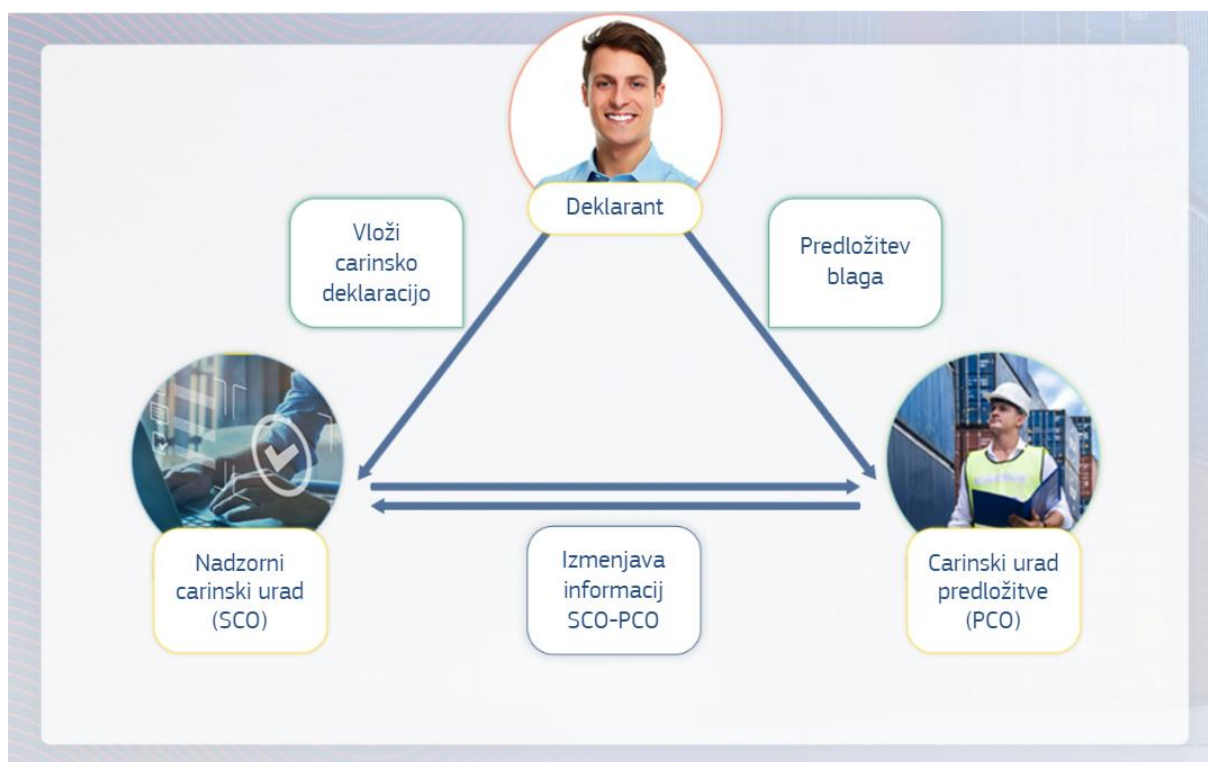 Deklarant
Vloži
carinsko
deklaracijo
Predložitev
blaga
Nadzorni
carinski urad
(SCO)
Izmenjava
informacij
SCO-PCO
Carinski urad
predložitve
(PCO)